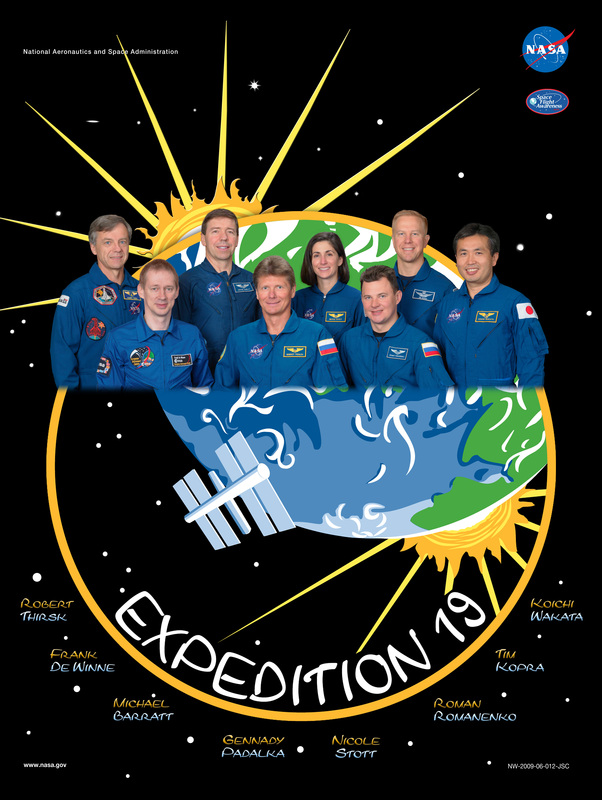 National Aeronautics and Space Administration
NASA
Space
Flight
Awareness
EXPEDITION 19
ROBERT
THIRSK
KOICHI
WAKATA
FRANK
DE WINNE
TIM
KOPRA
MICHAEL
BARRATT
ROMAN
ROMANENKO
GENNADY
PADALKA
NICOLE
STOTT
www.nasa.gov
NW-2009-06-012-JSC